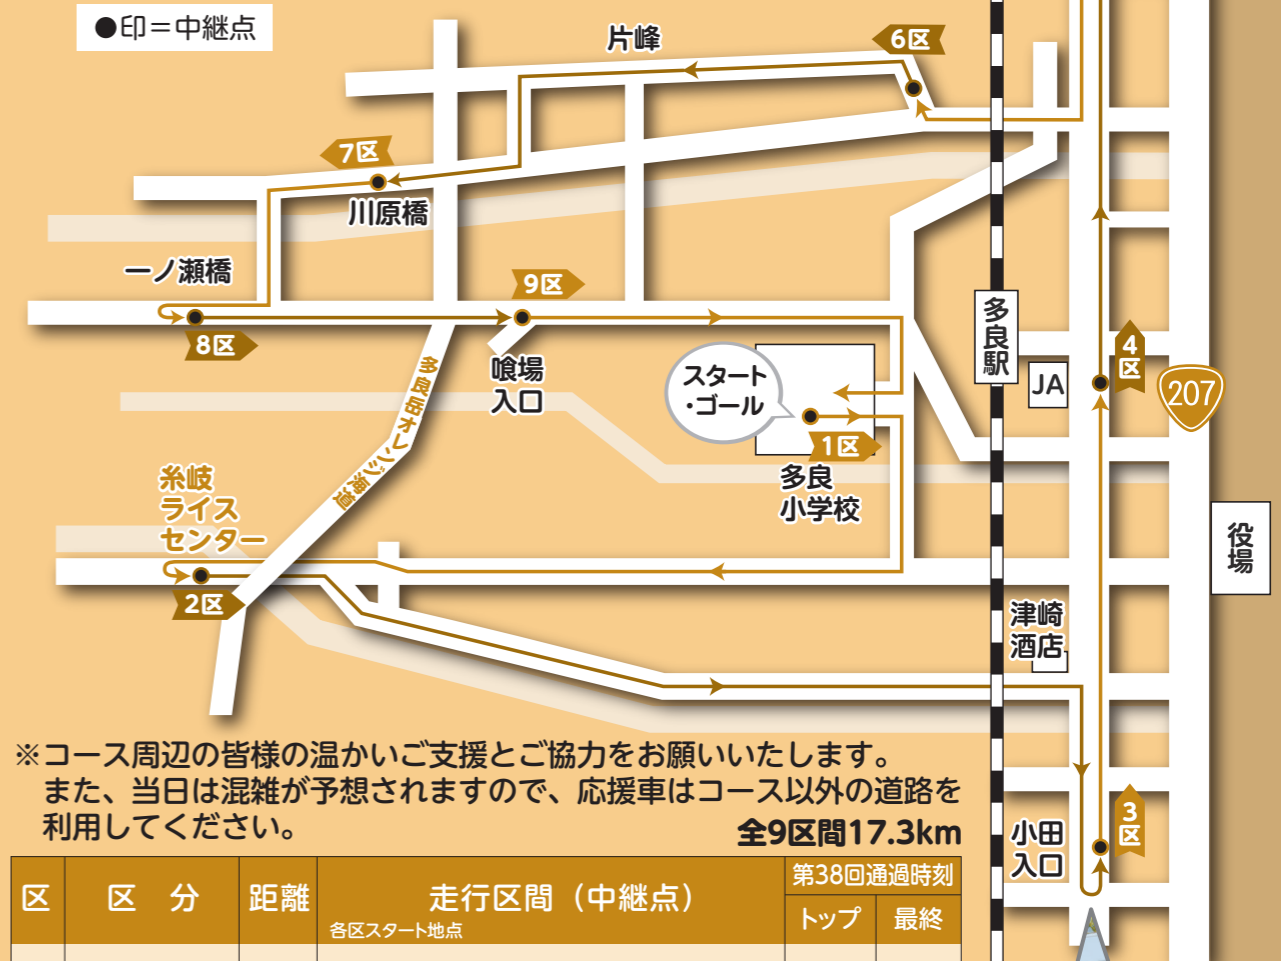 ●印＝中継点
片峰
6区
7区
川原橋
一ノ瀬橋
9区
8区
喰場
入口
多良岳オレンジ海道
スタート
・ゴール
1区
多良
小学校
多良駅
JA
4区
207
役場
糸岐
ライス
センター
2区
津崎
酒店
3区
小田
入口
※コース周辺の皆様の温かいご支援とご協力をお願いいたします。
また、当日は混雑が予想されますので、応援車はコース以外の道路を
利用してください。
全9区間17.3km
区
区　分
距離
走行区間（中継点）
各区スタート地点
第38回通過時刻
トップ
最終